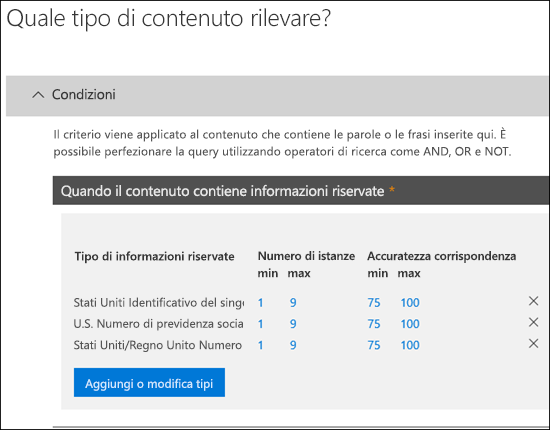 Quale tipo di contenuto rilevare?
Condizioni
Il criterio viene applicato al contenuto che contiene le parole o le frasi inserite qui. È
possibile perfezionare la query utilizzando operatori di ricerca come AND, OR e NOT.
Quando il contenuto contiene informazioni riservate *
Tipo di informazioni riservate Numero di istanze Accuratezza corrispondenza
min max min max
Stati Uniti Identificativo del singo 1 9 75 100
U.S. Numero di previdenza socia 1 9 75 100
Stati Uniti/Regno Unito Numero 1 9 75 100
Aggiungi o modifica tipi